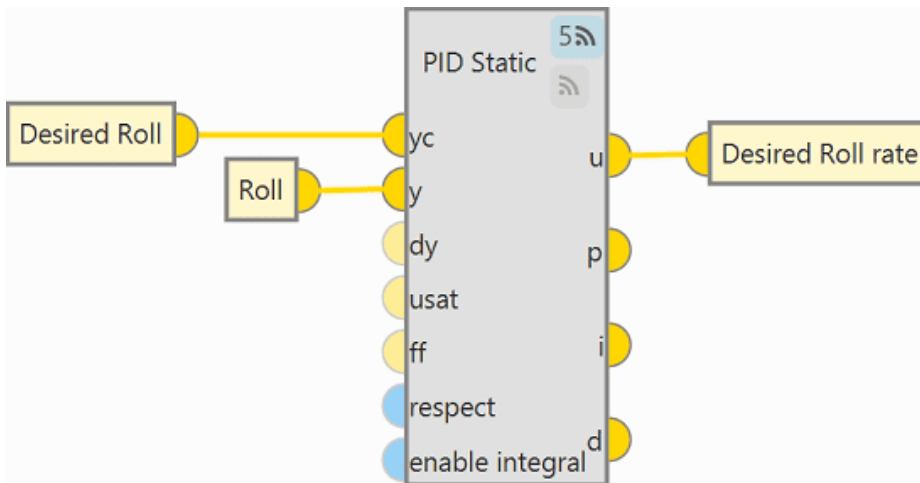 5
PID Static
Desired Roll
yc
u
Desired Roll rate
Roll
y
dy
p
usat
i
ff
respect
d
enable integral